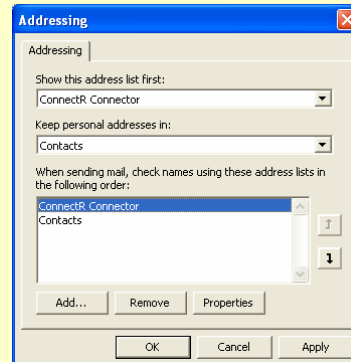 Addressing
Addressing
Show this address list first:
ConnectR Connector
Keep personal addresses in:
Contacts
When sending mail, check names using these address lists in
the following order:
ConnectR Connector
Contacts
Add...
Remove
Properties
OK
Cancel
Apply